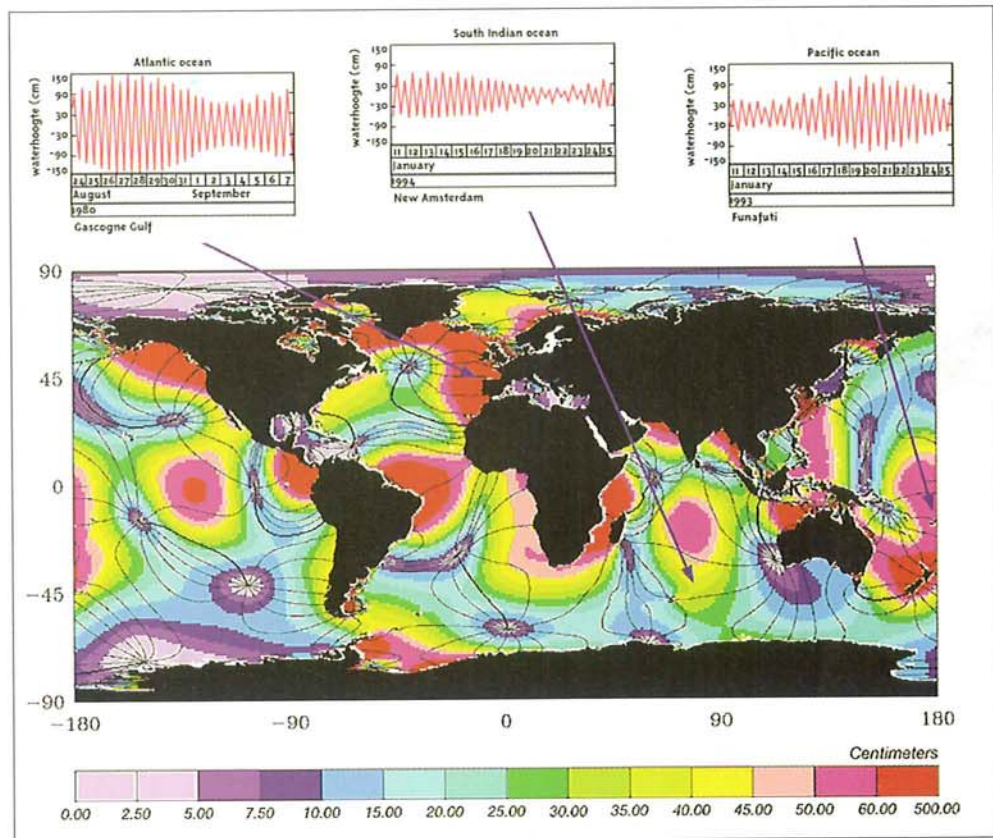 Atlantic ocean
waterhoogte (cm)
150
90
30
-30
-90
-150
24 25 26 27 28 29 30 31 1 2 3 4 5 6 7
August September
1980
Gascogne Gulf
South Indian ocean
waterhoogte (cm)
150
90
30
-30
-90
-150
11 12 13 14 15 16 17 18 19 20 21 22 23 24 25
January
1994
New Amsterdam
Pacific ocean
waterhoogte (cm)
150
90
30
-30
-90
-150
11 12 13 14 15 16 17 18 19 20 21 22 23 24 25
January
1993
Funafuti
90
45
0
-45
-90
-180 -90 0 90 180
Centimeters
0.00 2.50 5.00 7.50 10.00 15.00 20.00 25.00 30.00 35.00 40.00 45.00 50.00 60.00 500.00